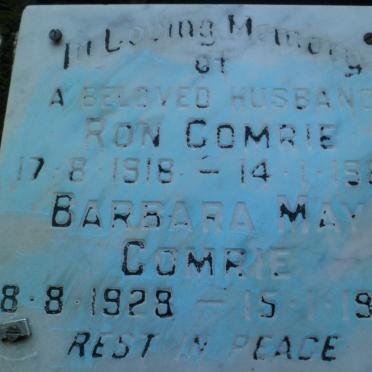 In Loving Memory
of
A BELOVED HUSBAND
RON COMRIE
17·8·1918 – 14·1·19
BARBARA MAY
COMRIE
8·8·1928 – 15·1·19
REST IN PEACE